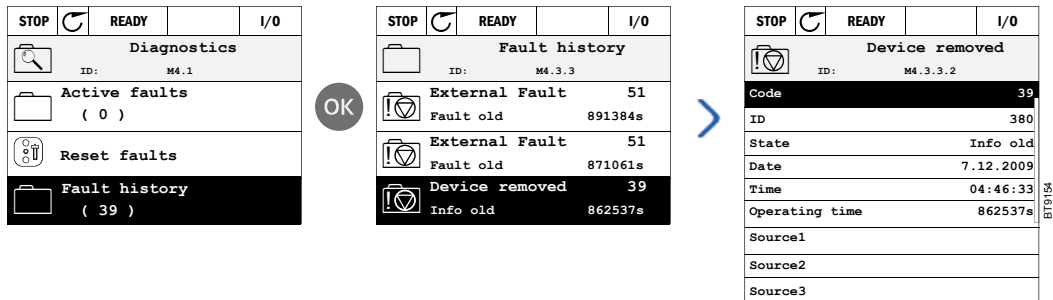 STOP READY I/O
Diagnostics
ID: M4.1
Active faults
( 0 )
Reset faults
Fault history
( 39 )
OK
STOP READY I/O
Fault history
ID: M4.3.3
External Fault 51
Fault old 891384s
External Fault 51
Fault old 871061s
Device removed 39
Info old 862537s
STOP READY I/O
Device removed
ID: M4.3.3.2
Code 39
ID 380
State Info old
Date 7.12.2009
Time 04:46:33
Operating time 862537s
Source1
Source2
Source3
BT9154